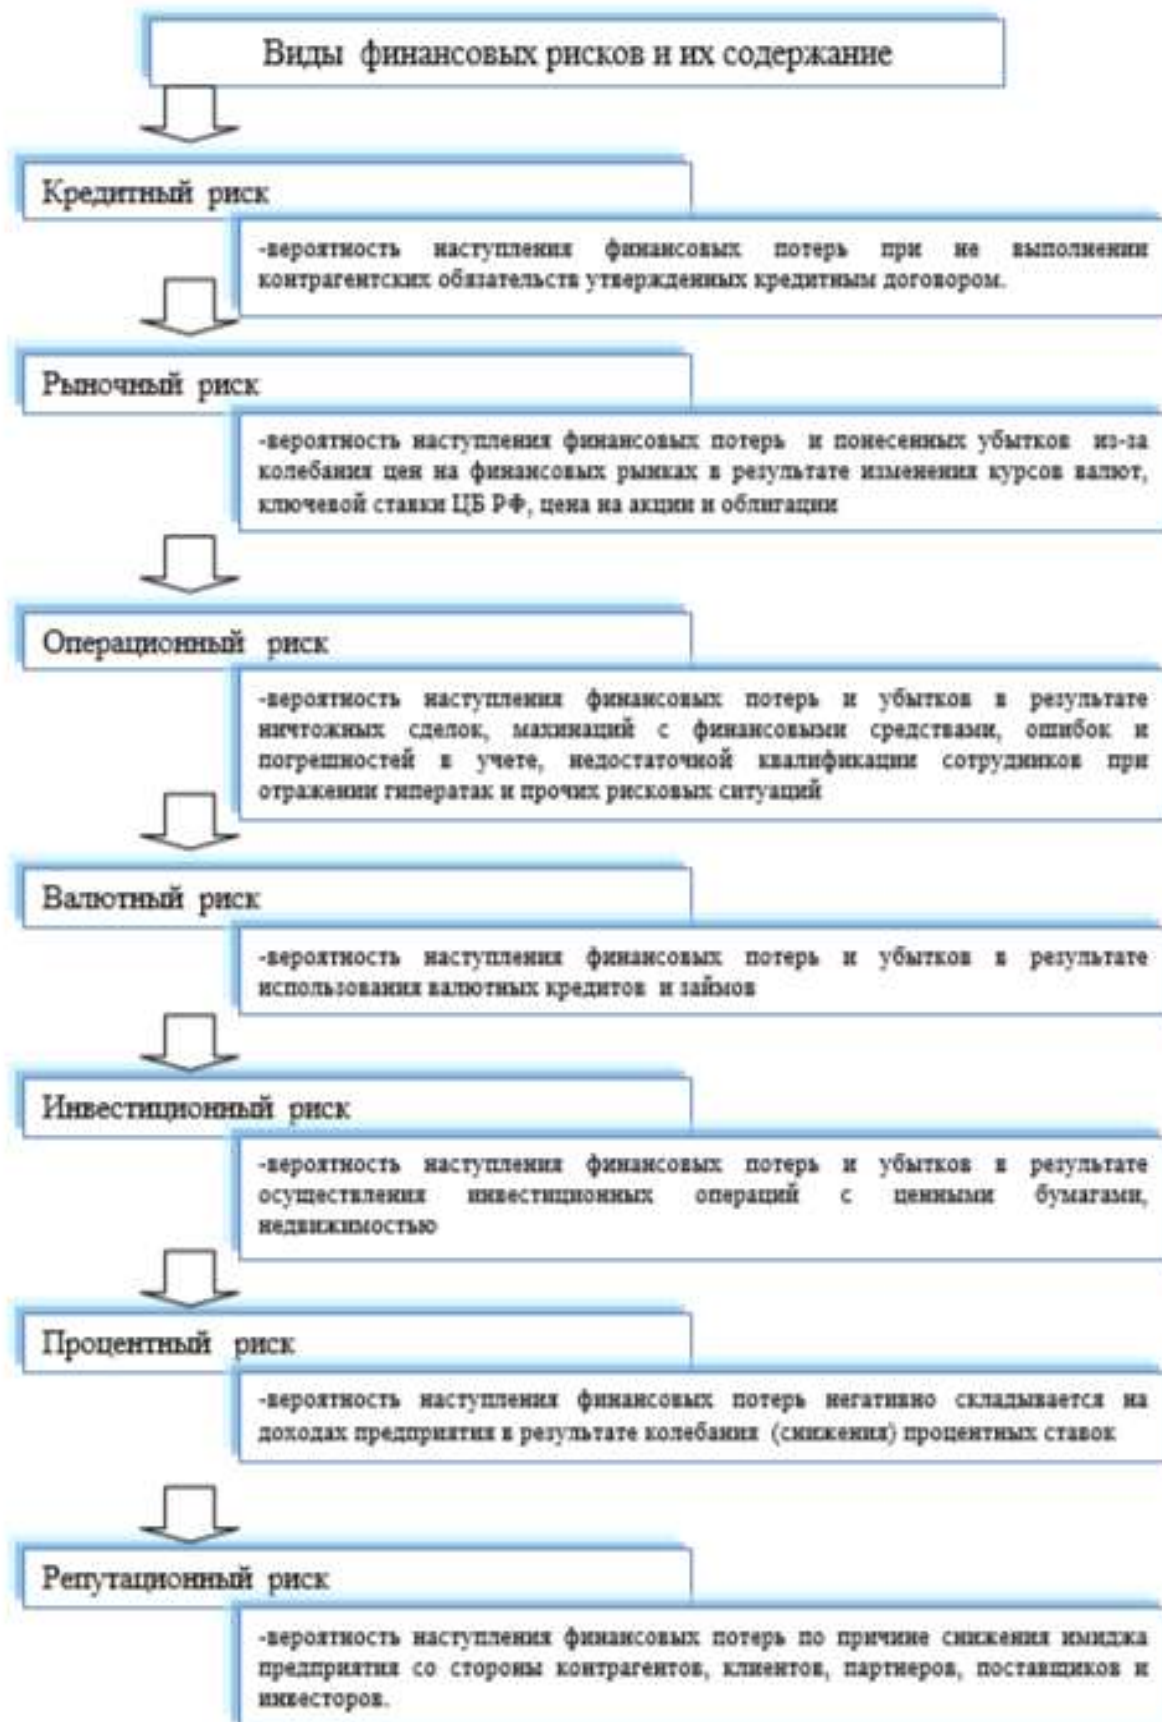 Виды финансовых рисков и их содержание
Кредитный риск
-вероятность наступления финансовых потерь при не выполнении
контрагентских обязательств утвержденных кредитным договором.
Рыночный риск
-вероятность наступления финансовых потерь и понесенных убытков из-за
колебания цен на финансовых рынках в результате изменения курсов валют,
ключевой ставки ЦБ РФ, цена на акции и облигации
Операционный риск
-вероятность наступления финансовых потерь и убытков в результате
ничтожных сделок, махинаций с финансовыми средствами, ошибок и
погрешностей в учете, недостаточной квалификации сотрудников при
отражении гиператак и прочих рисковых ситуаций
Валютный риск
-вероятность наступления финансовых потерь и убытков в результате
использования валютных кредитов и займов
Инвестиционный риск
-вероятность наступления финансовых потерь и убытков в результате
осуществления инвестиционных операций с ценными бумагами,
недвижимостью
Процентный риск
-вероятность наступления финансовых потерь негативно складывается на
доходах предприятия в результате колебания (снижения) процентных ставок
Репутационный риск
-вероятность наступления финансовых потерь по причине снижения имиджа
предприятия со стороны контрагентов, клиентов, партнеров, поставщиков и
инвесторов.